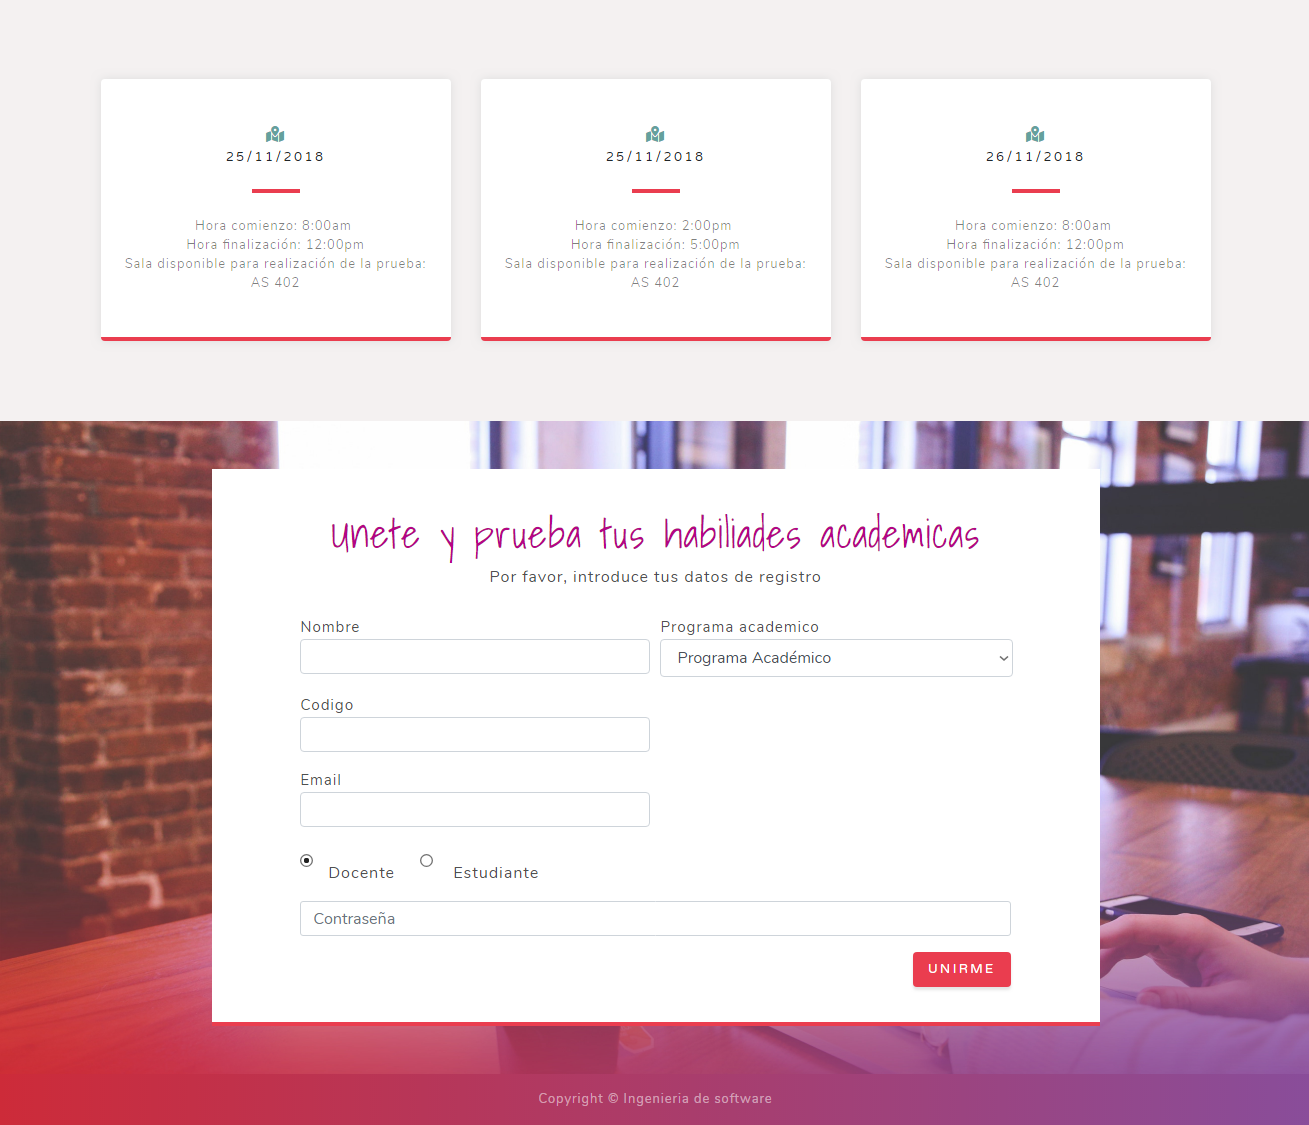 25/11/2018
Hora comienzo: 8:00am
Hora finalización: 12:00pm
Sala disponible para realización de la prueba:
AS 402
25/11/2018
Hora comienzo: 2:00pm
Hora finalización: 5:00pm
Sala disponible para realización de la prueba:
AS 402
26/11/2018
Hora comienzo: 8:00am
Hora finalización: 12:00pm
Sala disponible para realización de la prueba:
AS 402
Unete y prueba tus habiliades academicas
Por favor, introduce tus datos de registro
Nombre
Programa academico
Programa Académico
Codigo
Email
Docente
Estudiante
Contraseña
UNIRME
Copyright © Ingenieria de software